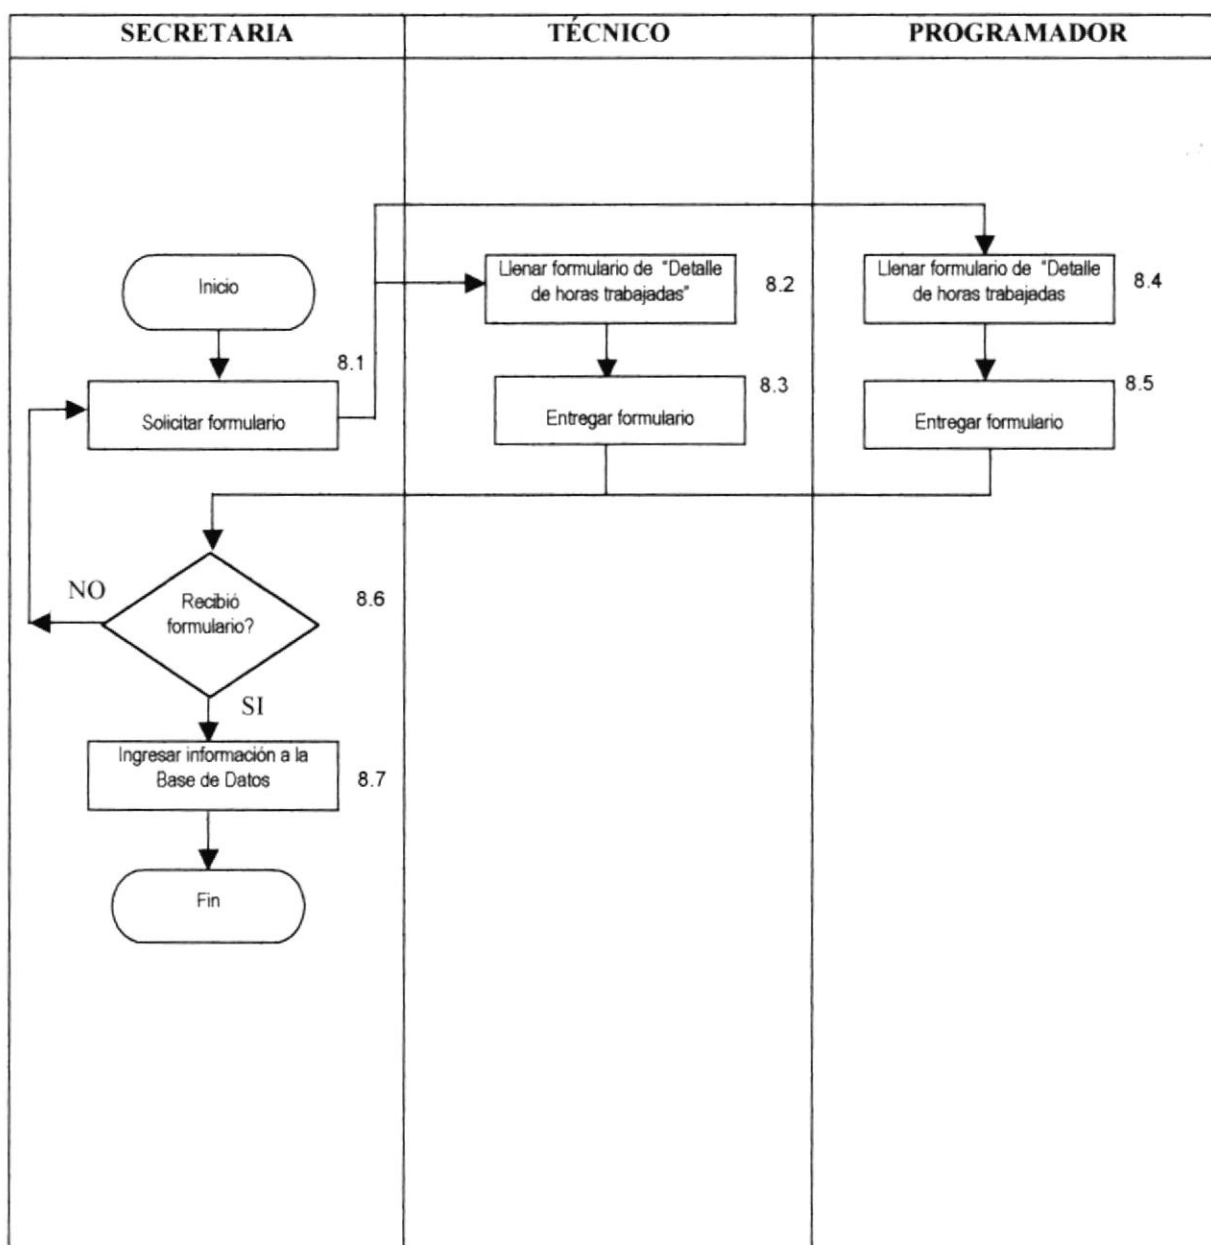 SECRETARIA
TÉCNICO
PROGRAMADOR
Inicio
Llenar formulario de "Detalle
de horas trabajadas"
8.2
Llenar formulario de "Detalle
de horas trabajadas
8.4
8.1
Solicitar formulario
8.3
Entregar formulario
8.5
Entregar formulario
NO
Recibió
formulario?
8.6
SI
Ingresar información a la
Base de Datos
8.7
Fin